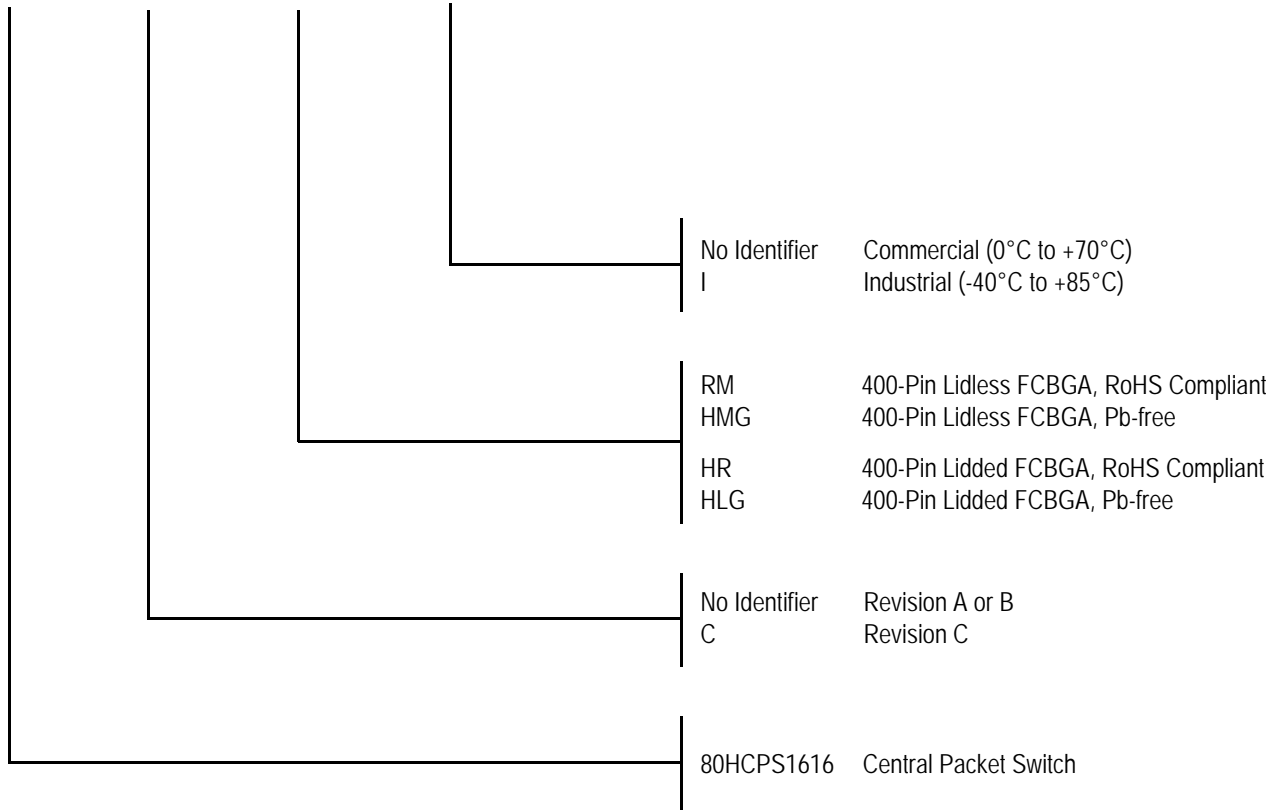 No Identifier Commercial (0°C to +70°C)
I Industrial (-40°C to +85°C)
RM 400-Pin Lidless FCBGA, RoHS Compliant
HMG 400-Pin Lidless FCBGA, Pb-free
HR 400-Pin Lidded FCBGA, RoHS Compliant
HLG 400-Pin Lidded FCBGA, Pb-free
No Identifier Revision A or B
C Revision C
80HCPS1616 Central Packet Switch